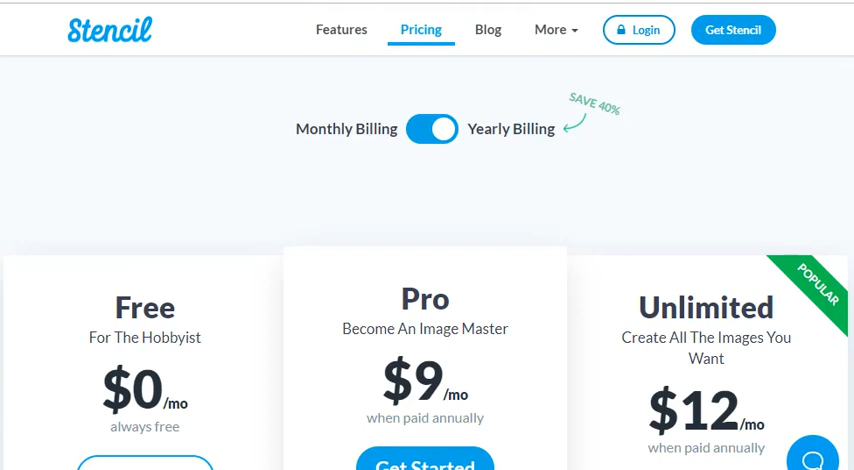 Stencil
Features
Pricing
Blog
More
Login
Get Stencil
SAVE 40%
Monthly Billing
Yearly Billing
Free
For The Hobbyist
$0/mo
always free
Pro
Become An Image Master
$9/mo
when paid annually
Get Started
POPULAR
Unlimited
Create All The Images You
Want
$12/mo
when paid annually